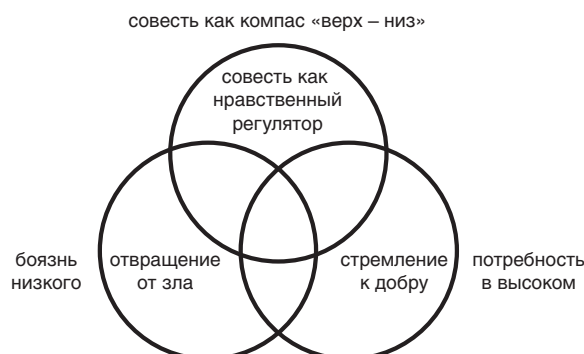 совесть как компас «верх – низ»
совесть как
нравственный
регулятор
боязнь
низкого
отвращение
от зла
стремление
к добру
потребность
в высоком